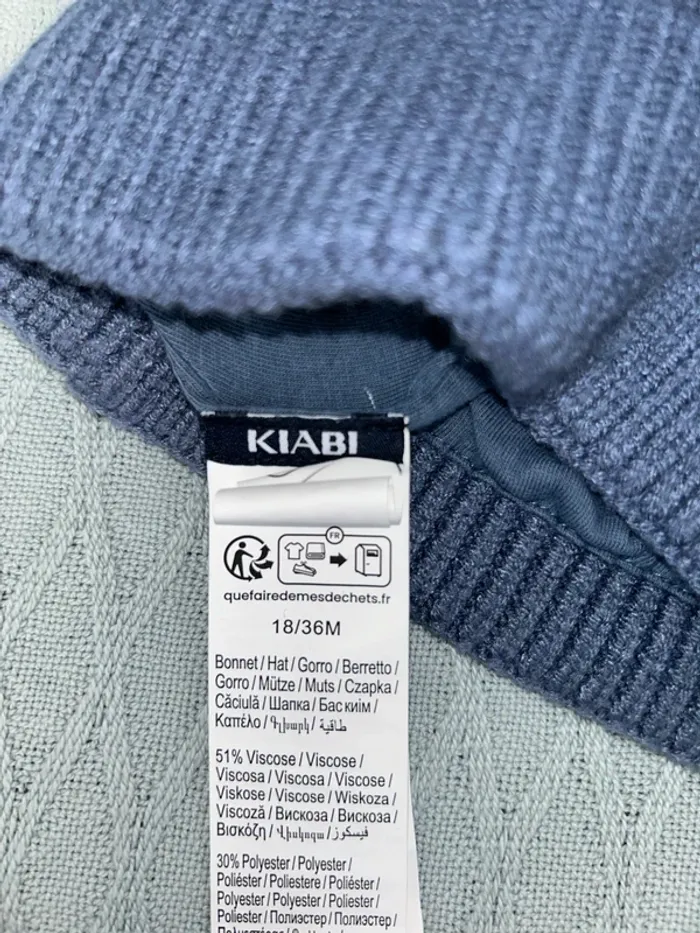 KIABI
FR
quefairedemesdechets.fr
18/36M
Bonnet / Hat / Gorro / Berretto /
Gorro / Mütze / Muts / Czapka /
Căciulă / Шапка / Бас киім /
Καπέλο / Գլխարկ / طاقية
51% Viscose / Viscose /
Viscosa / Viscosa / Viscose /
Viskose / Viscose / Wiskoza /
Viscoză / Вискоза / Вискоза /
Βισκόζη / Վիսկոզա / فيسكوز
30% Polyester / Polyester /
Poliéster / Poliestere / Poliéster /
Polyester / Polyester / Poliester /
Poliester / Полиэстер / Полиэстер